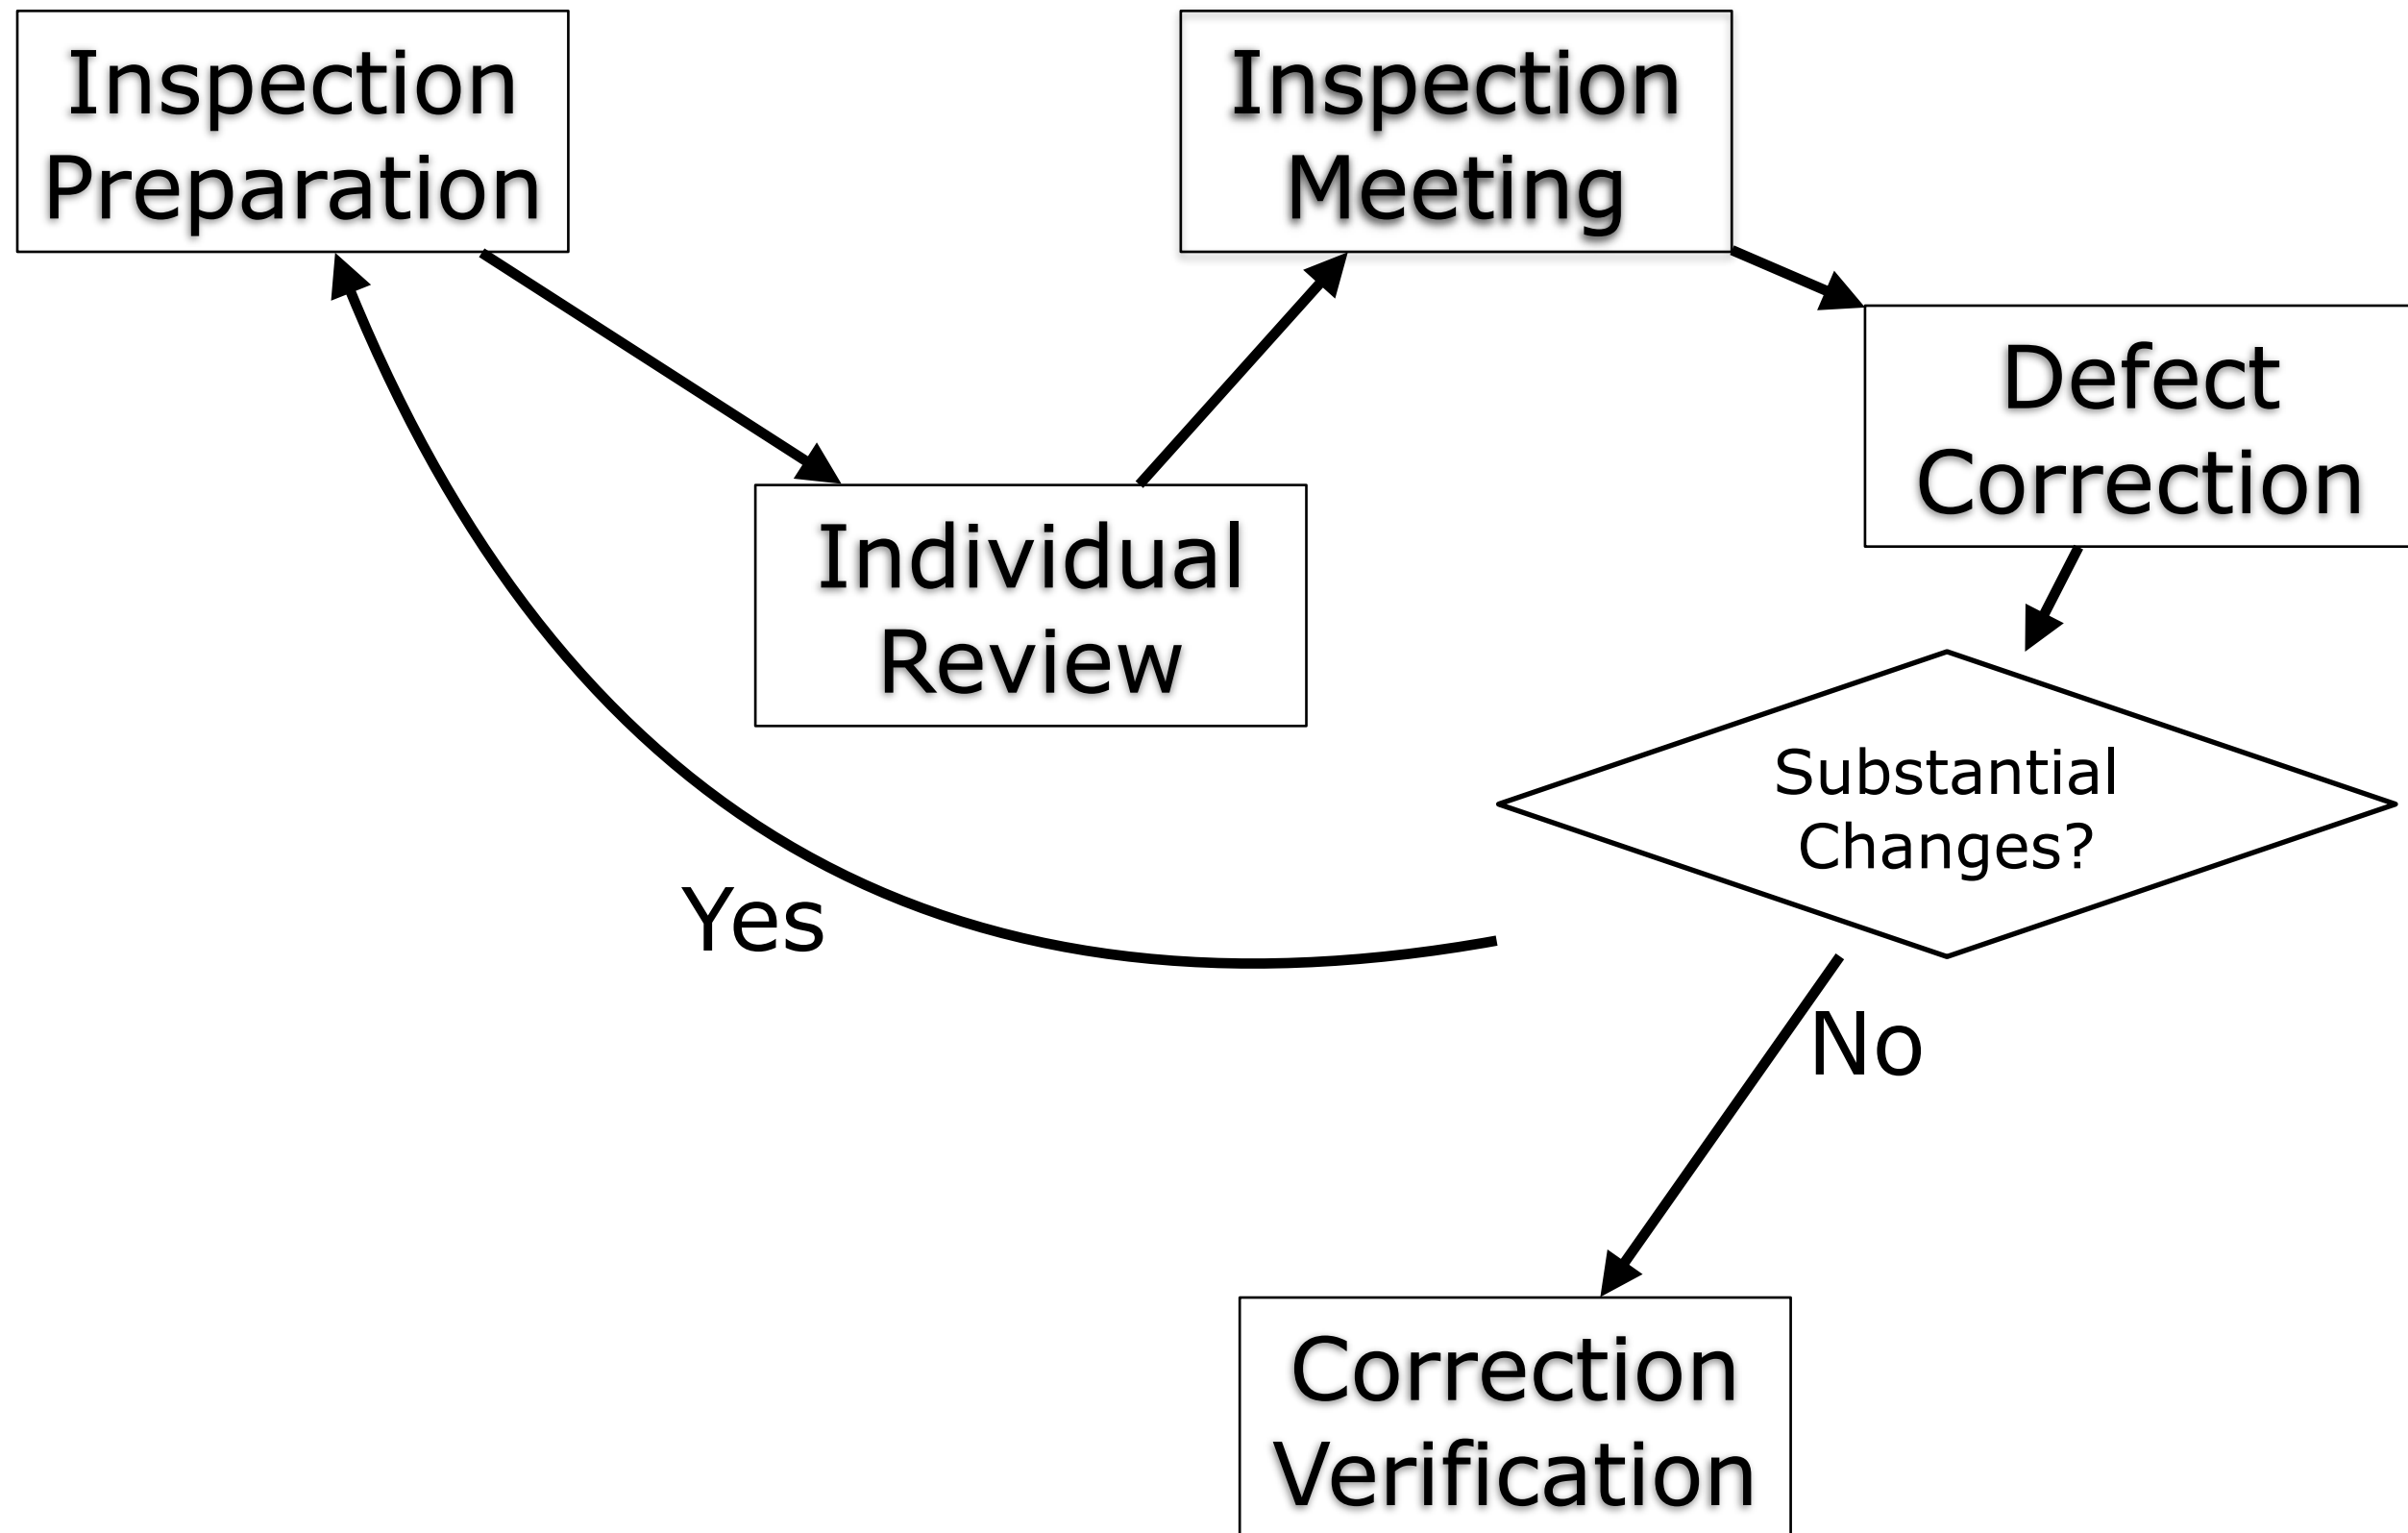 Inspection
Preparation
Inspection
Meeting
Defect
Correction
Individual
Review
Substantial
Changes?
Yes
No
Correction
Verification